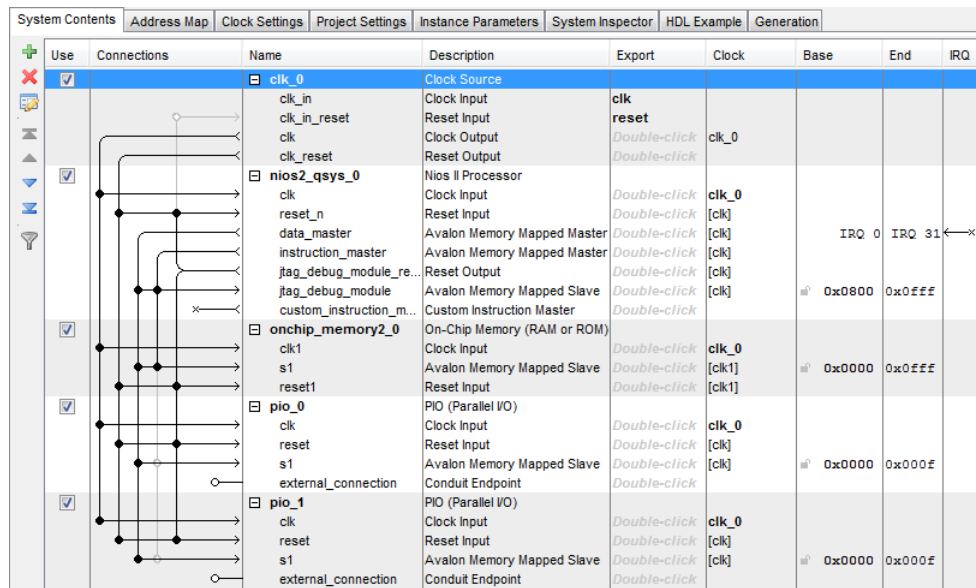 System Contents Address Map Clock Settings Project Settings Instance Parameters System Inspector HDL Example Generation
Use Connections Name Description Export Clock Base End IRQ
clk_0 Clock Source
clk_in Clock Input clk
clk_in_reset Reset Input reset
clk Clock Output Double-click clk_0
clk_reset Reset Output Double-click
nios2_qsys_0 Nios II Processor
clk Clock Input Double-click clk_0
reset_n Reset Input Double-click [clk]
data_master Avalon Memory Mapped Master Double-click [clk] IRQ 0 IRQ 31
instruction_master Avalon Memory Mapped Master Double-click [clk]
jtag_debug_module_re... Reset Output Double-click [clk]
jtag_debug_module Avalon Memory Mapped Slave Double-click [clk] 0x0800 0x0fff
custom_instruction_m... Custom Instruction Master Double-click
onchip_memory2_0 On-Chip Memory (RAM or ROM)
clk1 Clock Input Double-click clk_0
s1 Avalon Memory Mapped Slave Double-click [clk1] 0x0000 0x0fff
reset1 Reset Input Double-click [clk1]
pio_0 PIO (Parallel I/O)
clk Clock Input Double-click clk_0
reset Reset Input Double-click [clk]
s1 Avalon Memory Mapped Slave Double-click [clk] 0x0000 0x000f
external_connection Conduit Endpoint Double-click
pio_1 PIO (Parallel I/O)
clk Clock Input Double-click clk_0
reset Reset Input Double-click [clk]
s1 Avalon Memory Mapped Slave Double-click [clk] 0x0000 0x000f
external_connection Conduit Endpoint Double-click